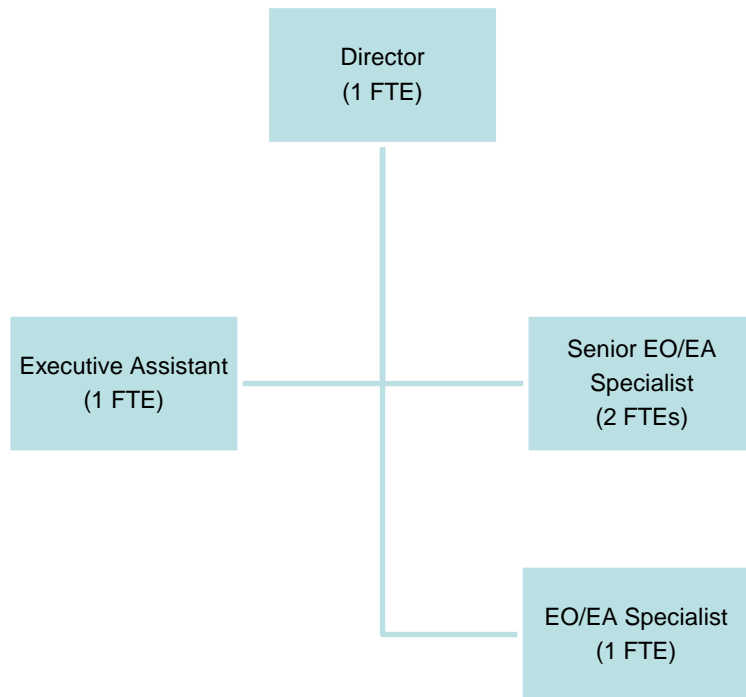 Director
(1 FTE)
Executive Assistant
(1 FTE)
Senior EO/EA
Specialist
(2 FTEs)
EO/EA Specialist
(1 FTE)